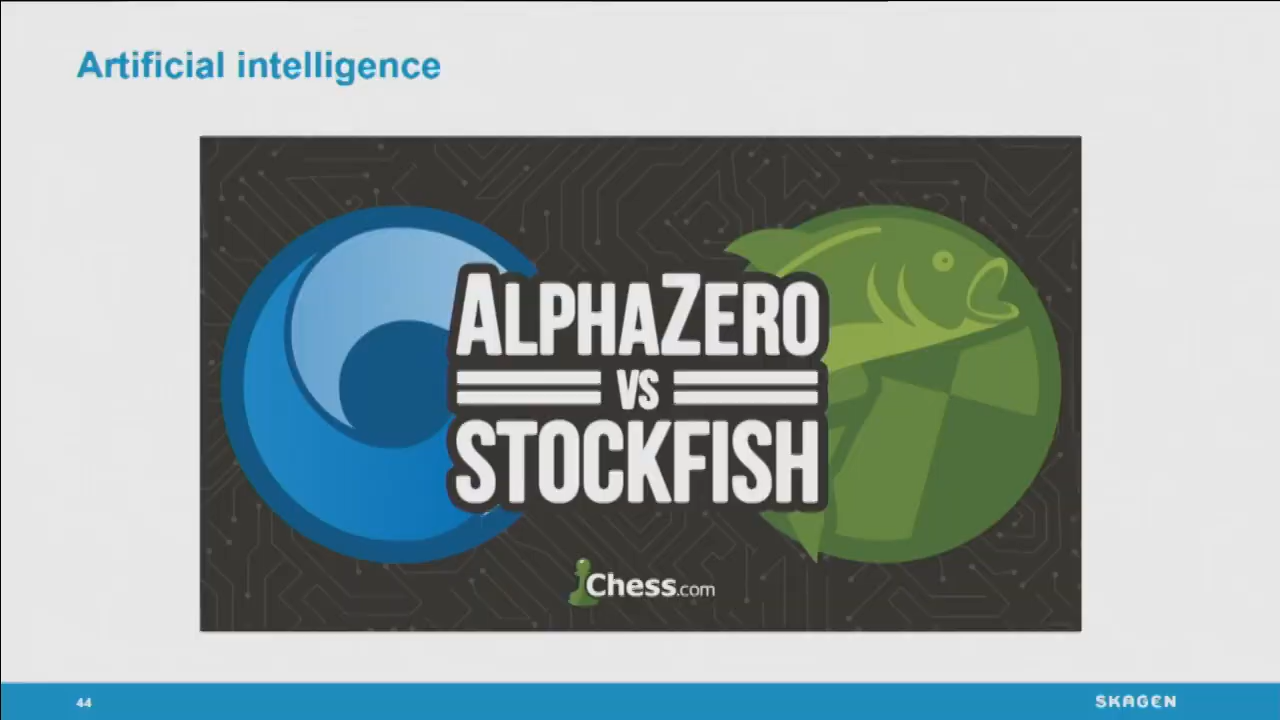 Artificial intelligence
ALPHAZERO
VS
STOCKFISH
Chess.com
44
SKAGEN